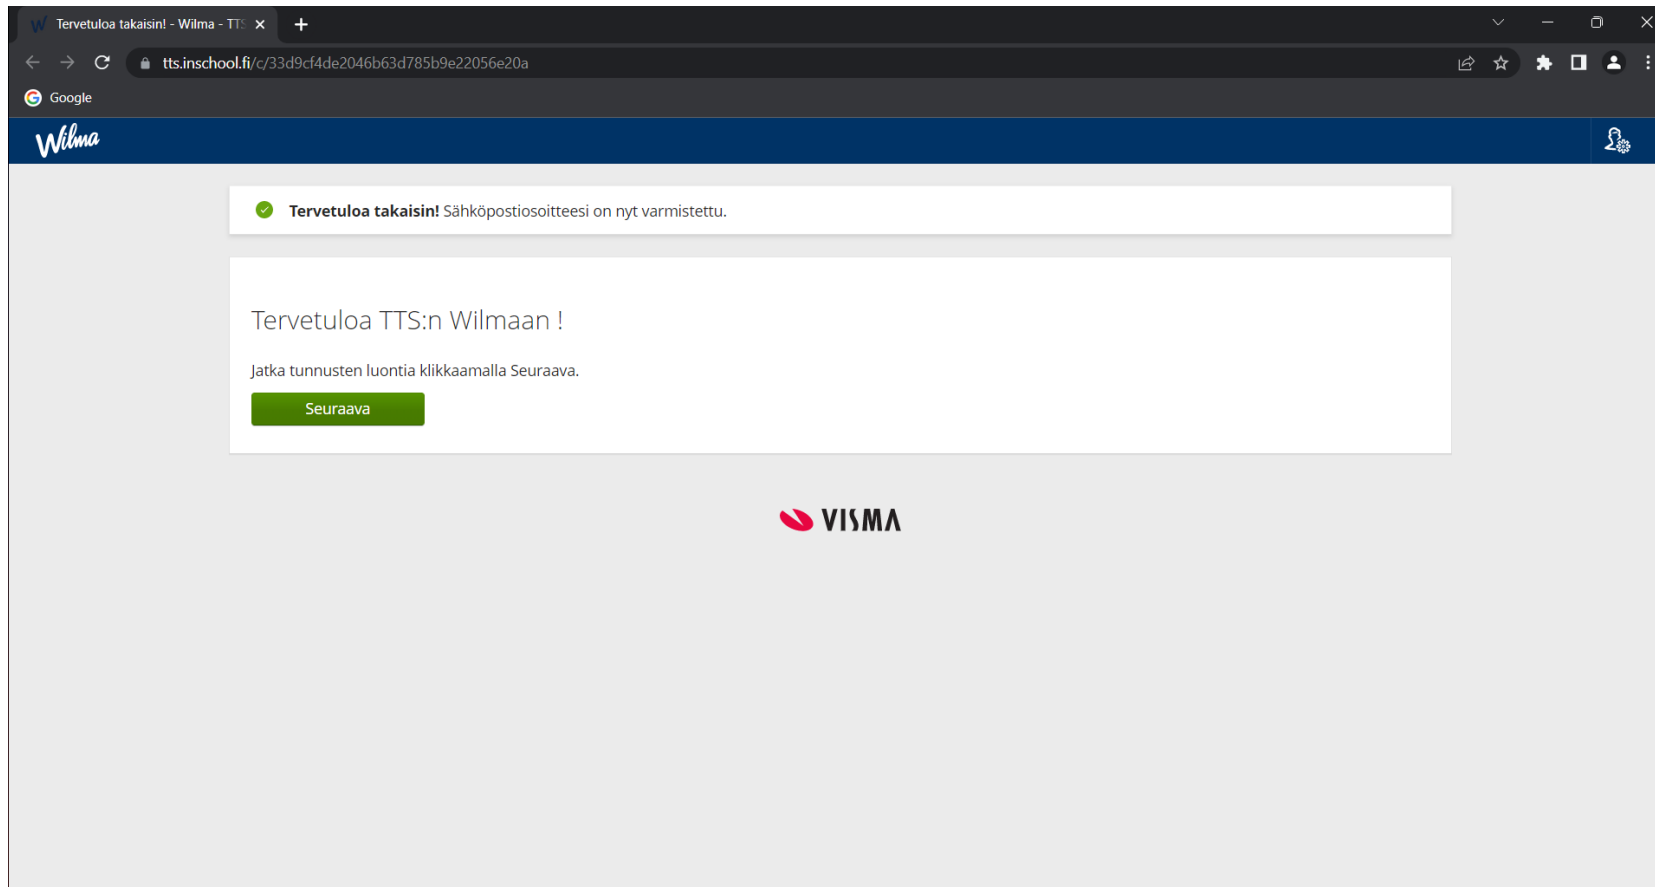 Tervetuloa takaisin! - Wilma - TTS
tts.inschool.fi/c/33d9cf4de2046b63d785b9e22056e20a
Google
Wilma
Tervetuloa takaisin! Sähköpostiosoitteesi on nyt varmistettu.
Tervetuloa TTS:n Wilmaan !
Jatka tunnusten luontia klikkaamalla Seuraava.
Seuraava
VISMA